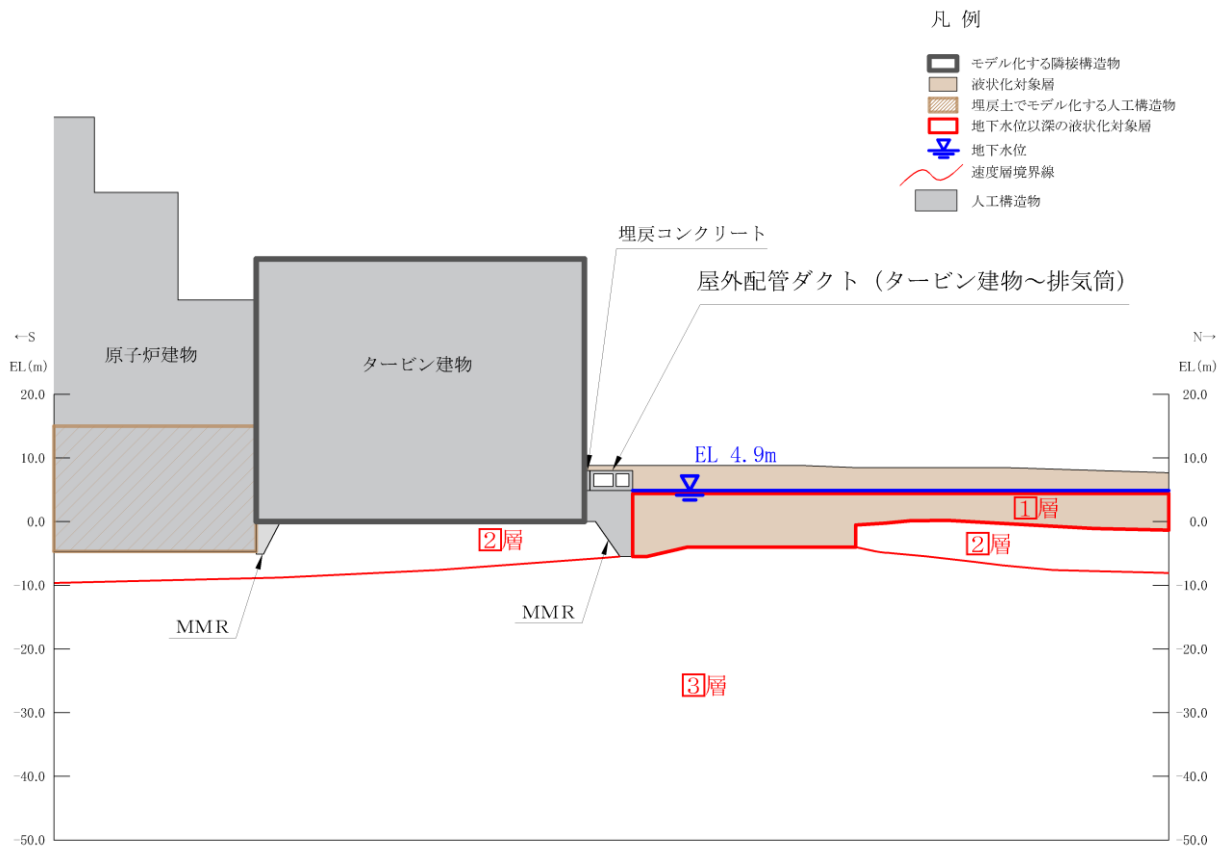 凡 例
モデル化する隣接構造物
液状化対象層
埋戻土でモデル化する人工構造物
地下水位以深の液状化対象層
地下水位
速度層境界線
人工構造物
埋戻コンクリート
屋外配管ダクト（タービン建物～排気筒）
←S
N→
EL(m)
EL(m)
原子炉建物
タービン建物
20.0
20.0
10.0
10.0
EL 4.9m
1層
0.0
0.0
2層
2層
-10.0
-10.0
MMR
MMR
-20.0
-20.0
3層
-30.0
-30.0
-40.0
-40.0
-50.0
-50.0